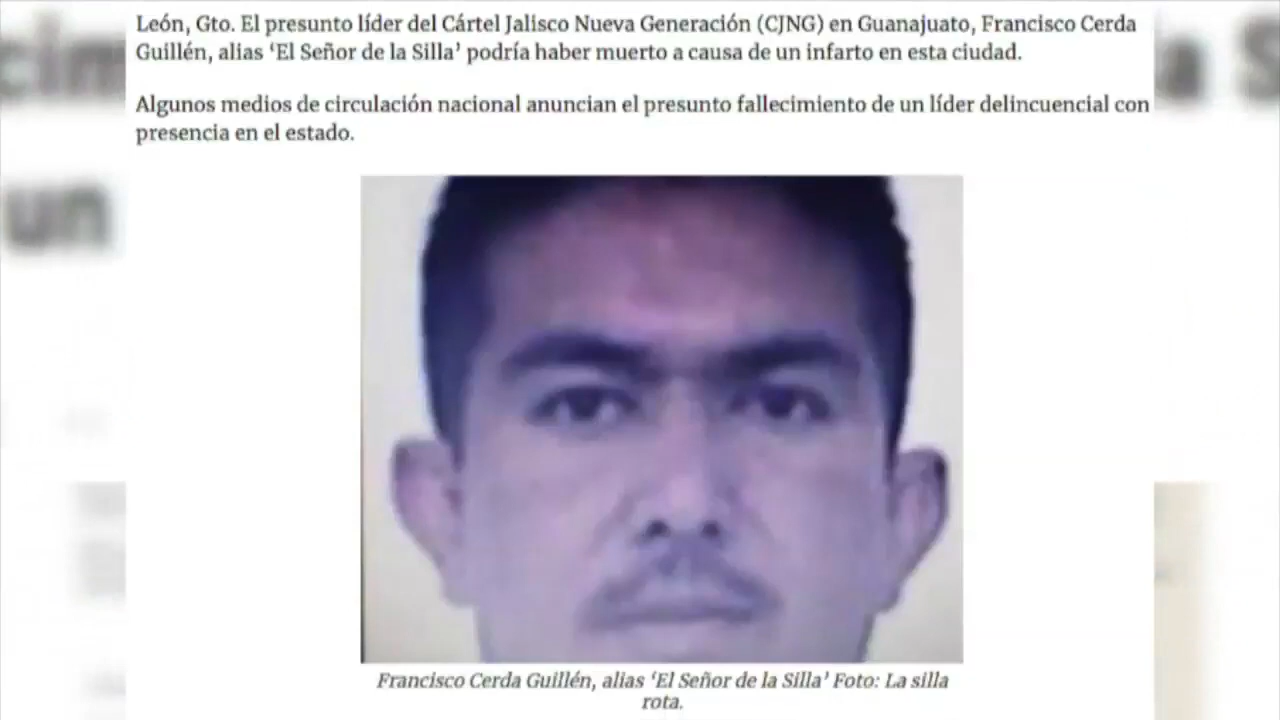 León, Gto. El presunto líder del Cártel Jalisco Nueva Generación (CJNG) en Guanajuato, Francisco Cerda
Guillén, alias ‘El Señor de la Silla’ podría haber muerto a causa de un infarto en esta ciudad.
Algunos medios de circulación nacional anuncian el presunto fallecimiento de un líder delincuencial con
presencia en el estado.
un
Francisco Cerda Guillén, alias ‘El Señor de la Silla’ Foto: La silla
rota.